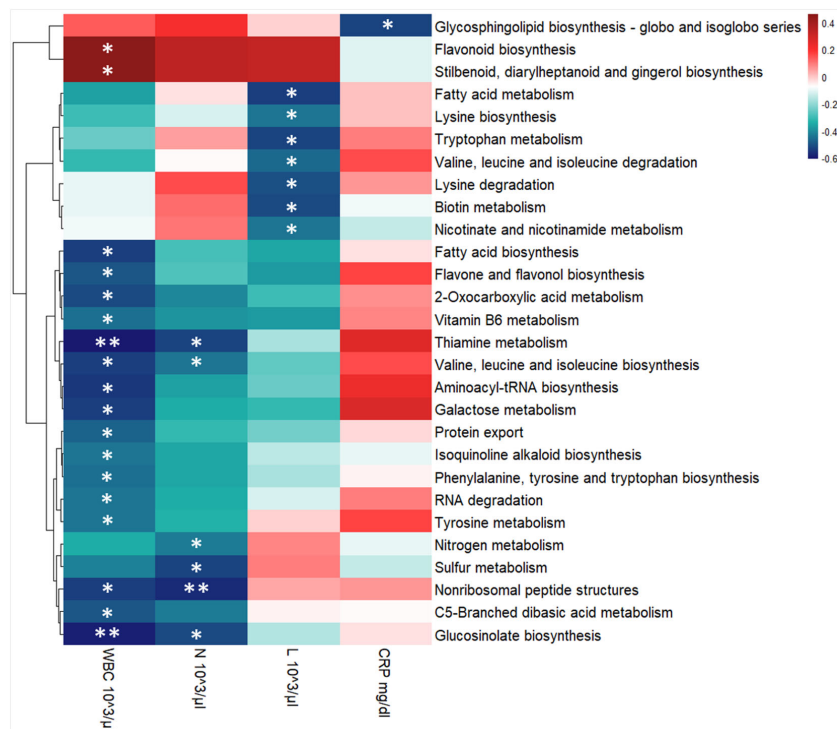 0.4
0.2
0
-0.2
-0.4
-0.6
* Glycosphingolipid biosynthesis - globo and isoglobo series
* Flavonoid biosynthesis
* Stilbenoid, diarylheptanoid and gingerol biosynthesis
* Fatty acid metabolism
* Lysine biosynthesis
* Tryptophan metabolism
* Valine, leucine and isoleucine degradation
* Lysine degradation
* Biotin metabolism
* Nicotinate and nicotinamide metabolism
* Fatty acid biosynthesis
* Flavone and flavonol biosynthesis
* 2-Oxocarboxylic acid metabolism
* Vitamin B6 metabolism
** * Thiamine metabolism
* * Valine, leucine and isoleucine biosynthesis
* Aminoacyl-tRNA biosynthesis
* Galactose metabolism
* Protein export
* Isoquinoline alkaloid biosynthesis
* Phenylalanine, tyrosine and tryptophan biosynthesis
* RNA degradation
* Tyrosine metabolism
* Nitrogen metabolism
* Sulfur metabolism
* ** Nonribosomal peptide structures
* C5-Branched dibasic acid metabolism
** * Glucosinolate biosynthesis
WBC 10^3/µ
N 10^3/µl
L 10^3/µl
CRP mg/dl